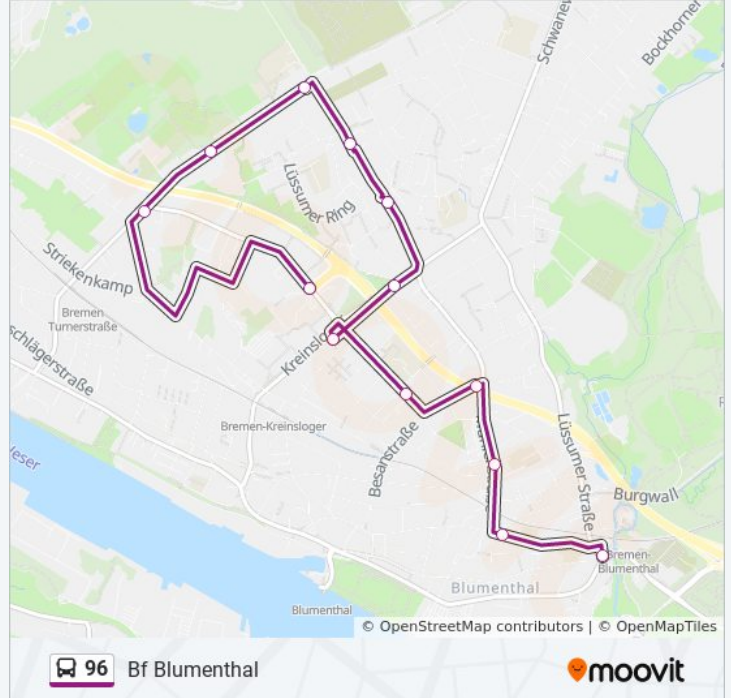 Schwanew
Bockhorner
Lüssumer Ring
Striekenkamp
Bremen
Turnerstraße
schlägerstraße
Kreinslo
Bremen-Kreinsloger
Besanstraße
Lüssumer Straße
Burgwall
eser
Bremen-
Blumenthal
Blumenthal
Blumenthal
© OpenStreetMap contributors | © OpenMapTiles
96 Bf Blumenthal
moovit